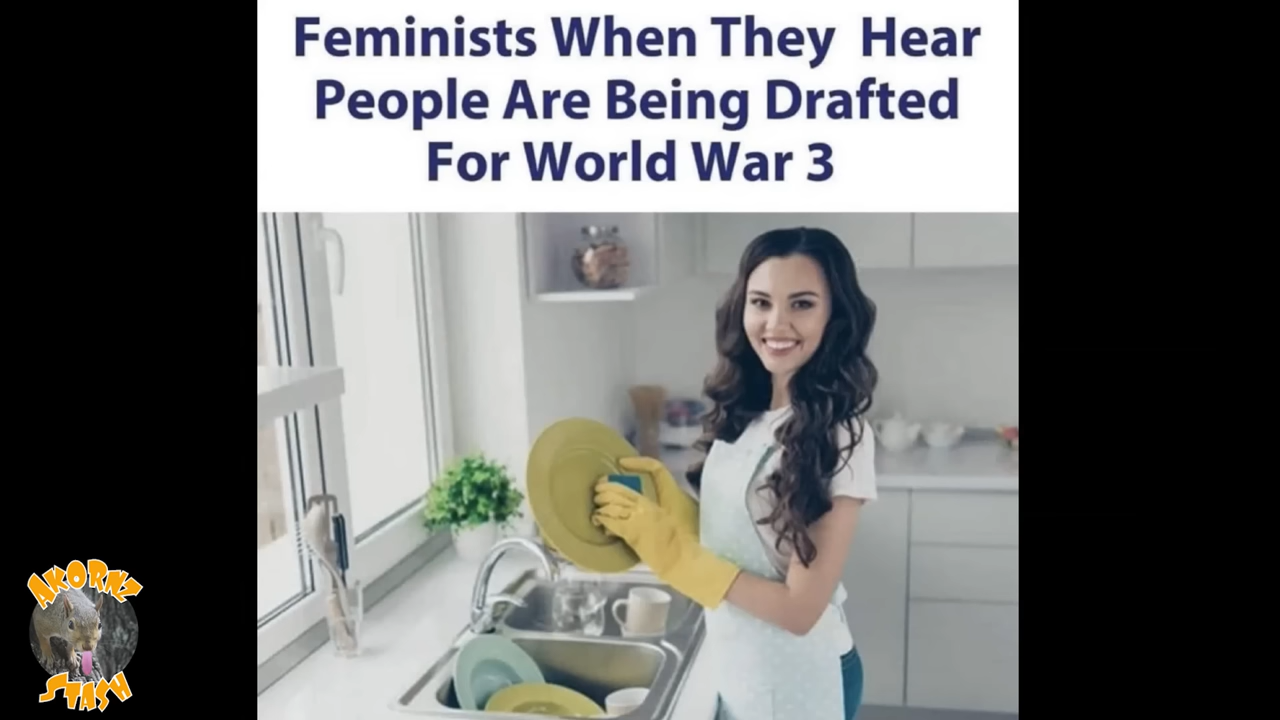 Feminists When They Hear
People Are Being Drafted
For World War 3
AKORNZ
STASH